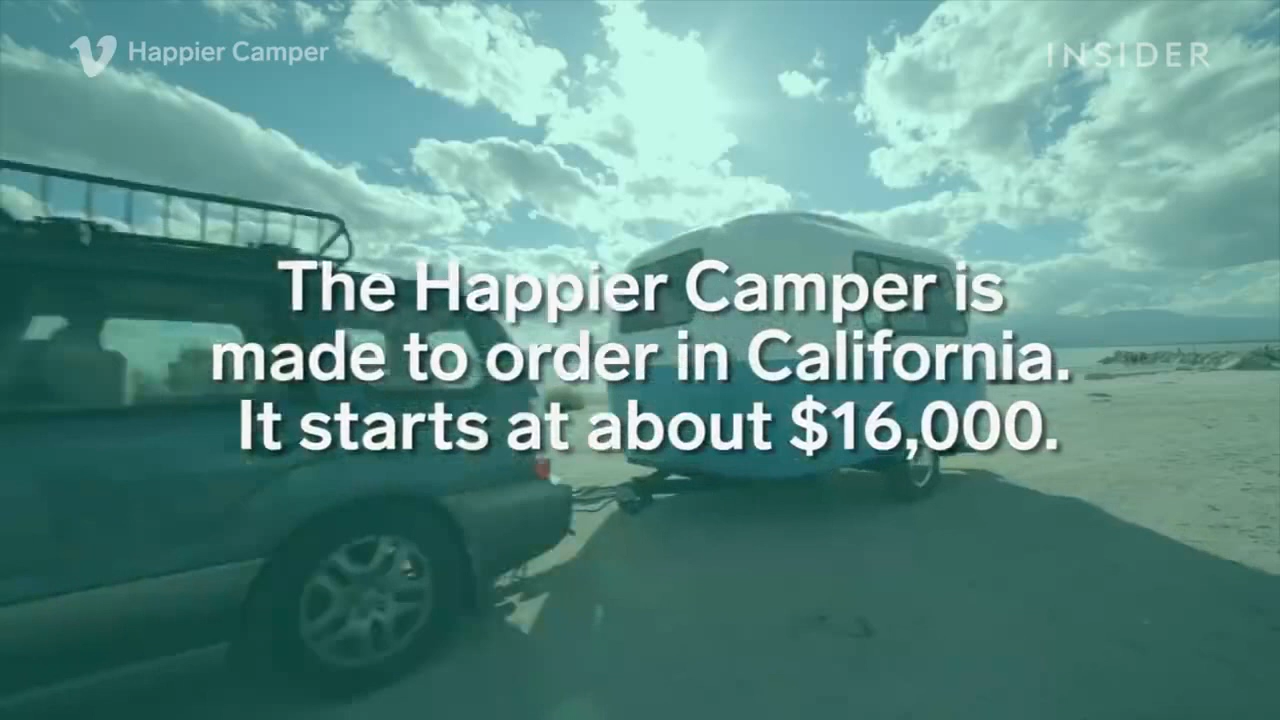 Happier Camper
INSIDER
The Happier Camper is
made to order in California.
It starts at about $16,000.